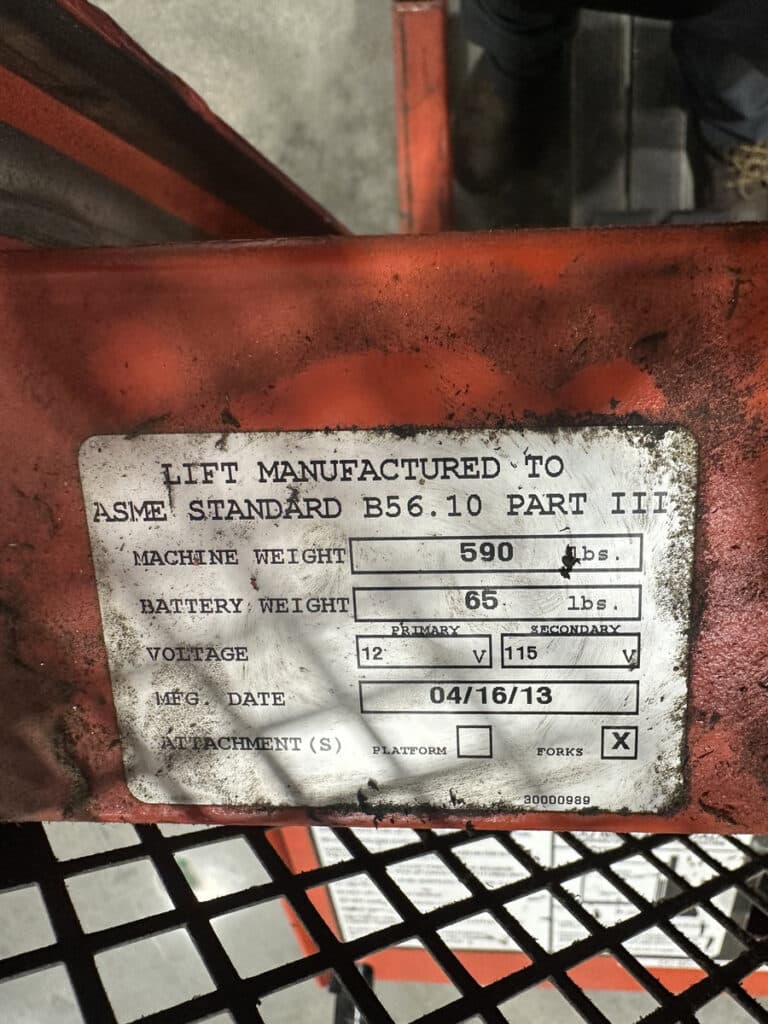 LIFT MANUFACTURED TO
ASME STANDARD B56.10 PART III
MACHINE WEIGHT 590 lbs.
BATTERY WEIGHT 65 lbs.
PRIMARY SECONDARY
VOLTAGE 12 V 115 V
MFG. DATE 04/16/13
ATTACHMENT(S) PLATFORM FORKS X
30000989